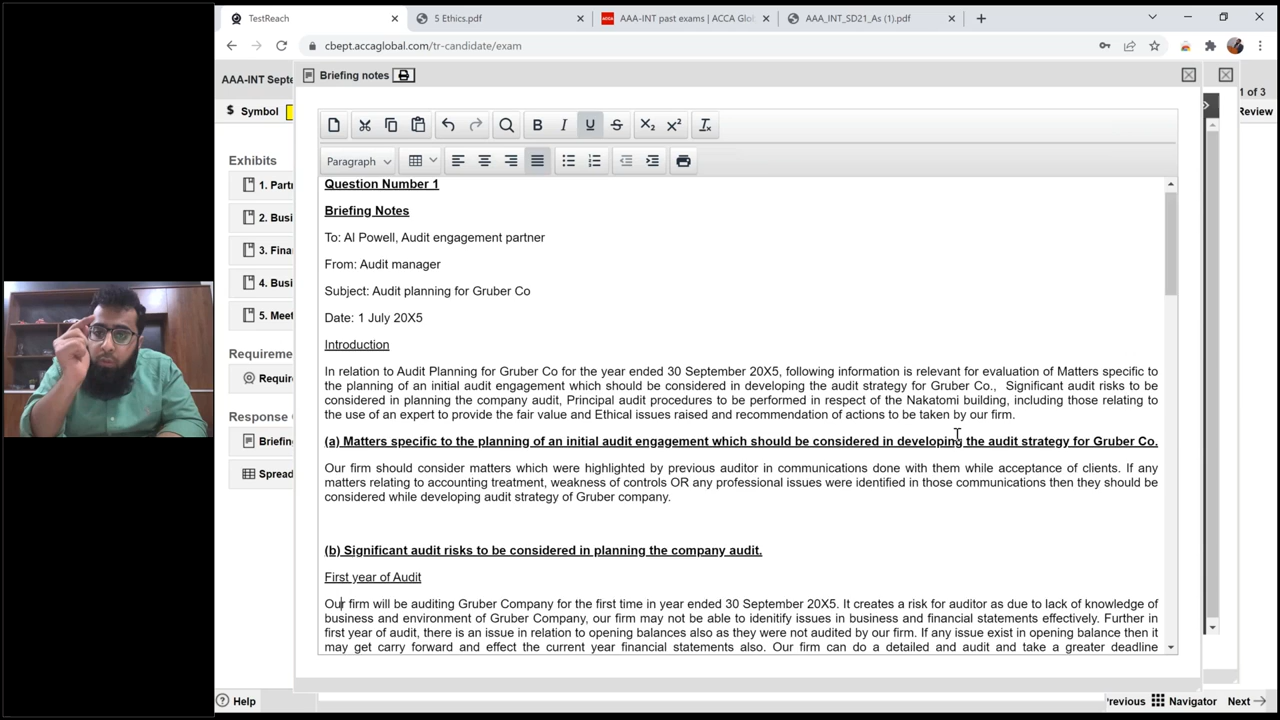 TestReach
5 Ethics.pdf
AAA-INT past exams | ACCA Glo
AAA_INT_SD21_As (1).pdf
cbept.accaglobal.com/tr-candidate/exam
AAA-INT Septe
Briefing notes
1 of 3
$ Symbol
Review
Paragraph
Exhibits
1. Partn
2. Busi
3. Fina
4. Busi
5. Meet
Requireme
Requir
Response O
Briefin
Spread
Question Number 1
Briefing Notes
To: Al Powell, Audit engagement partner
From: Audit manager
Subject: Audit planning for Gruber Co
Date: 1 July 20X5
Introduction
In relation to Audit Planning for Gruber Co for the year ended 30 September 20X5, following information is relevant for evaluation of Matters specific to
the planning of an initial audit engagement which should be considered in developing the audit strategy for Gruber Co., Significant audit risks to be
considered in planning the company audit, Principal audit procedures to be performed in respect of the Nakatomi building, including those relating to
the use of an expert to provide the fair value and Ethical issues raised and recommendation of actions to be taken by our firm.
(a) Matters specific to the planning of an initial audit engagement which should be considered in developing the audit strategy for Gruber Co.
Our firm should consider matters which were highlighted by previous auditor in communications done with them while acceptance of clients. If any
matters relating to accounting treatment, weakness of controls OR any professional issues were identified in those communications then they should be
considered while developing audit strategy of Gruber company.
(b) Significant audit risks to be considered in planning the company audit.
First year of Audit
Our firm will be auditing Gruber Company for the first time in year ended 30 September 20X5. It creates a risk for auditor as due to lack of knowledge of
business and environment of Gruber Company, our firm may not be able to ideintify issues in business and financial statements effectively. Further in
first year of audit, there is an issue in relation to opening balances also as they were not audited by our firm. If any issue exist in opening balance then it
may get carry forward and effect the current year financial statements also. Our firm can do a detailed and audit and take a greater deadline
Help
revious
Navigator
Next